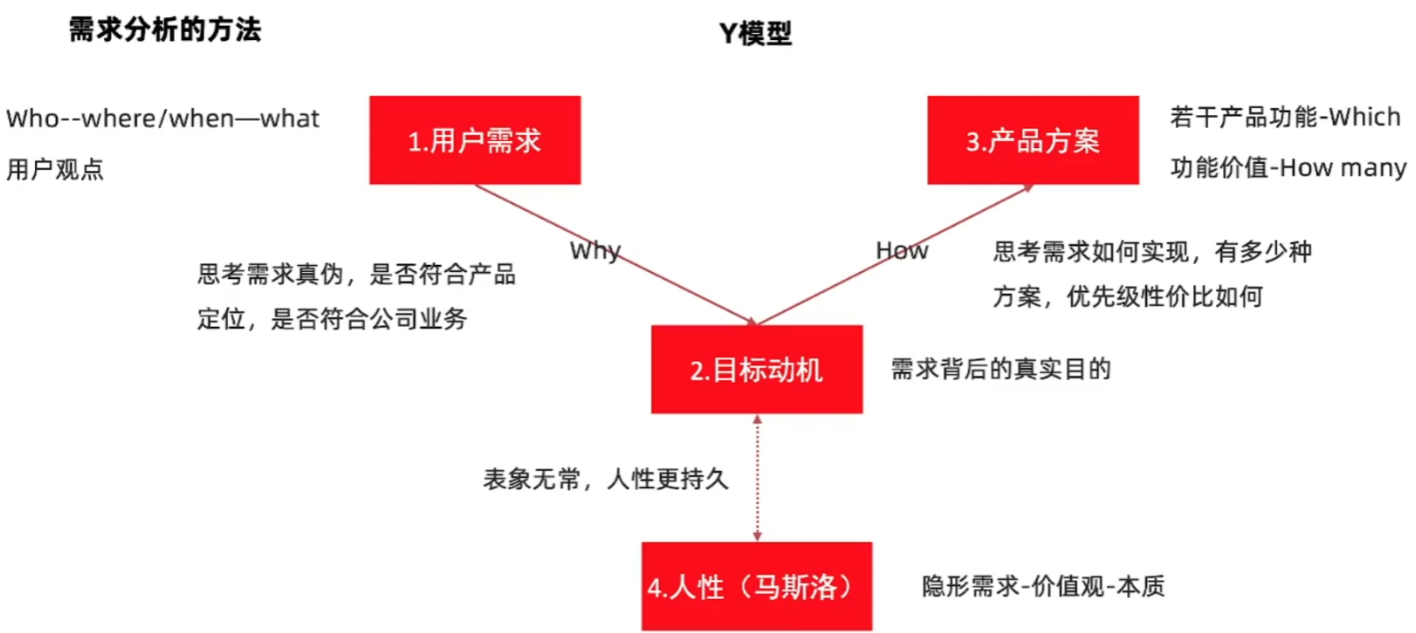 需求分析的方法
Y模型
Who--where/when—what
用户观点
1.用户需求
3.产品方案
若干产品功能-Which
功能价值-How many
Why
How
思考需求真伪，是否符合产品
定位，是否符合公司业务
思考需求如何实现，有多少种
方案，优先级性价比如何
2.目标动机
需求背后的真实目的
表象无常，人性更持久
4.人性（马斯洛）
隐形需求-价值观-本质